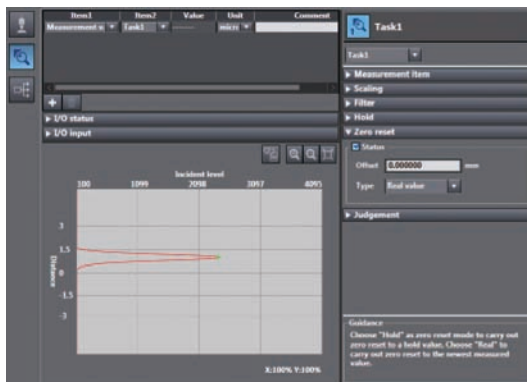 Item1 Item2 Value Unit Comment
Measurement v Task1 ------ micr
I/O status
I/O input
Incident level
100 1099 2098 3097 4095
3
1.5
0
-1.5
-3
Distance
X:100% Y:100%
Task1
Task1
Measurement Item
Scaling
Filter
Hold
Zero reset
Status
Offset 0.000000 mm
Type Real value
Judgement
Guidance
Choose "Hold" as zero reset mode to carry out
zero reset to a hold value. Choose "Real" to
carry out zero reset to the newest measured
value.